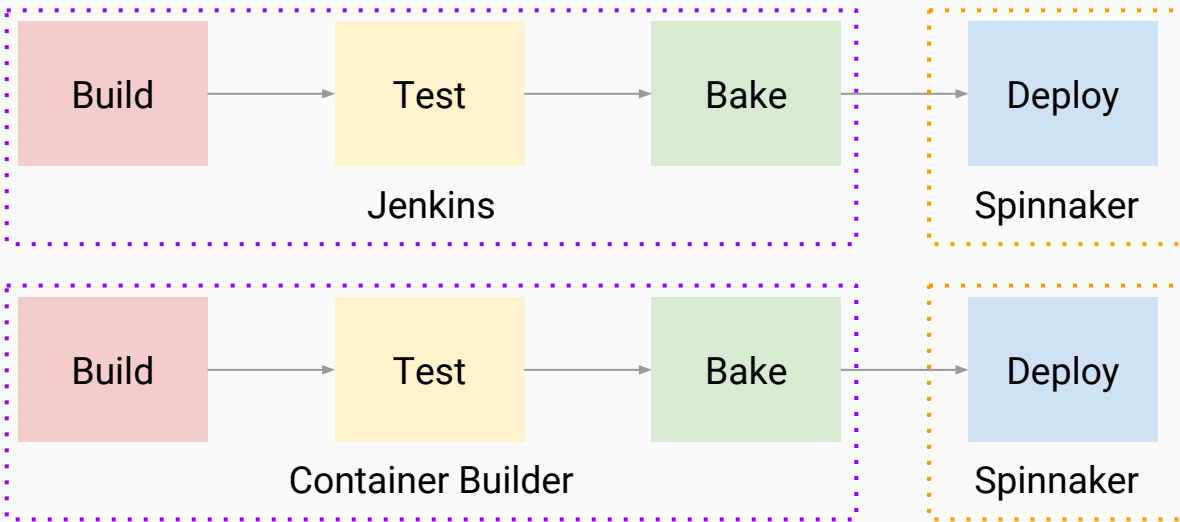 Build
Test
Bake
Deploy
Jenkins
Spinnaker
Build
Test
Bake
Deploy
Container Builder
Spinnaker